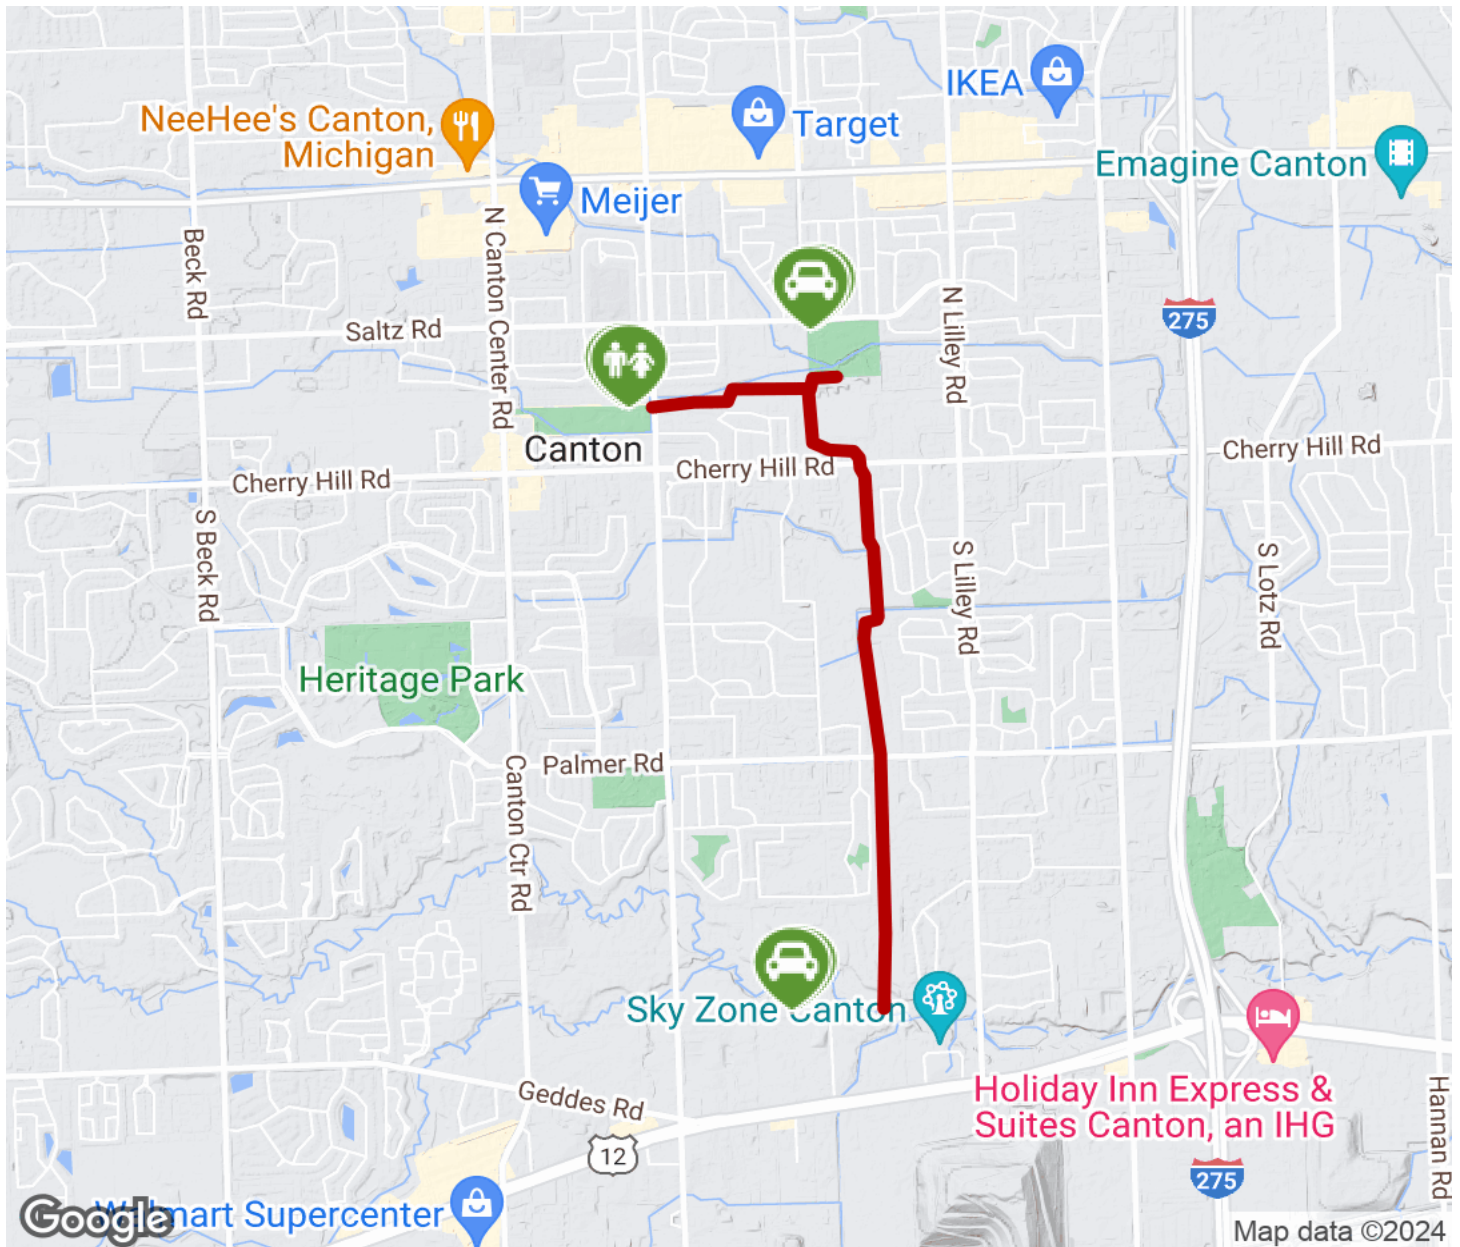 IKEA
NeeHee's Canton,
Michigan
Target
Emagine Canton
Meijer
Beck Rd
N Canton Center Rd
N Lilley Rd
275
Saltz Rd
Canton
Cherry Hill Rd
Cherry Hill Rd
Cherry Hill Rd
S Beck Rd
S Lilley Rd
S Lotz Rd
Heritage Park
Palmer Rd
Canton Ctr Rd
Sky Zone Canton
Geddes Rd
Holiday Inn Express &
Suites Canton, an IHG
Hannan Rd
12
275
Walmart Supercenter
Google
Map data ©2024